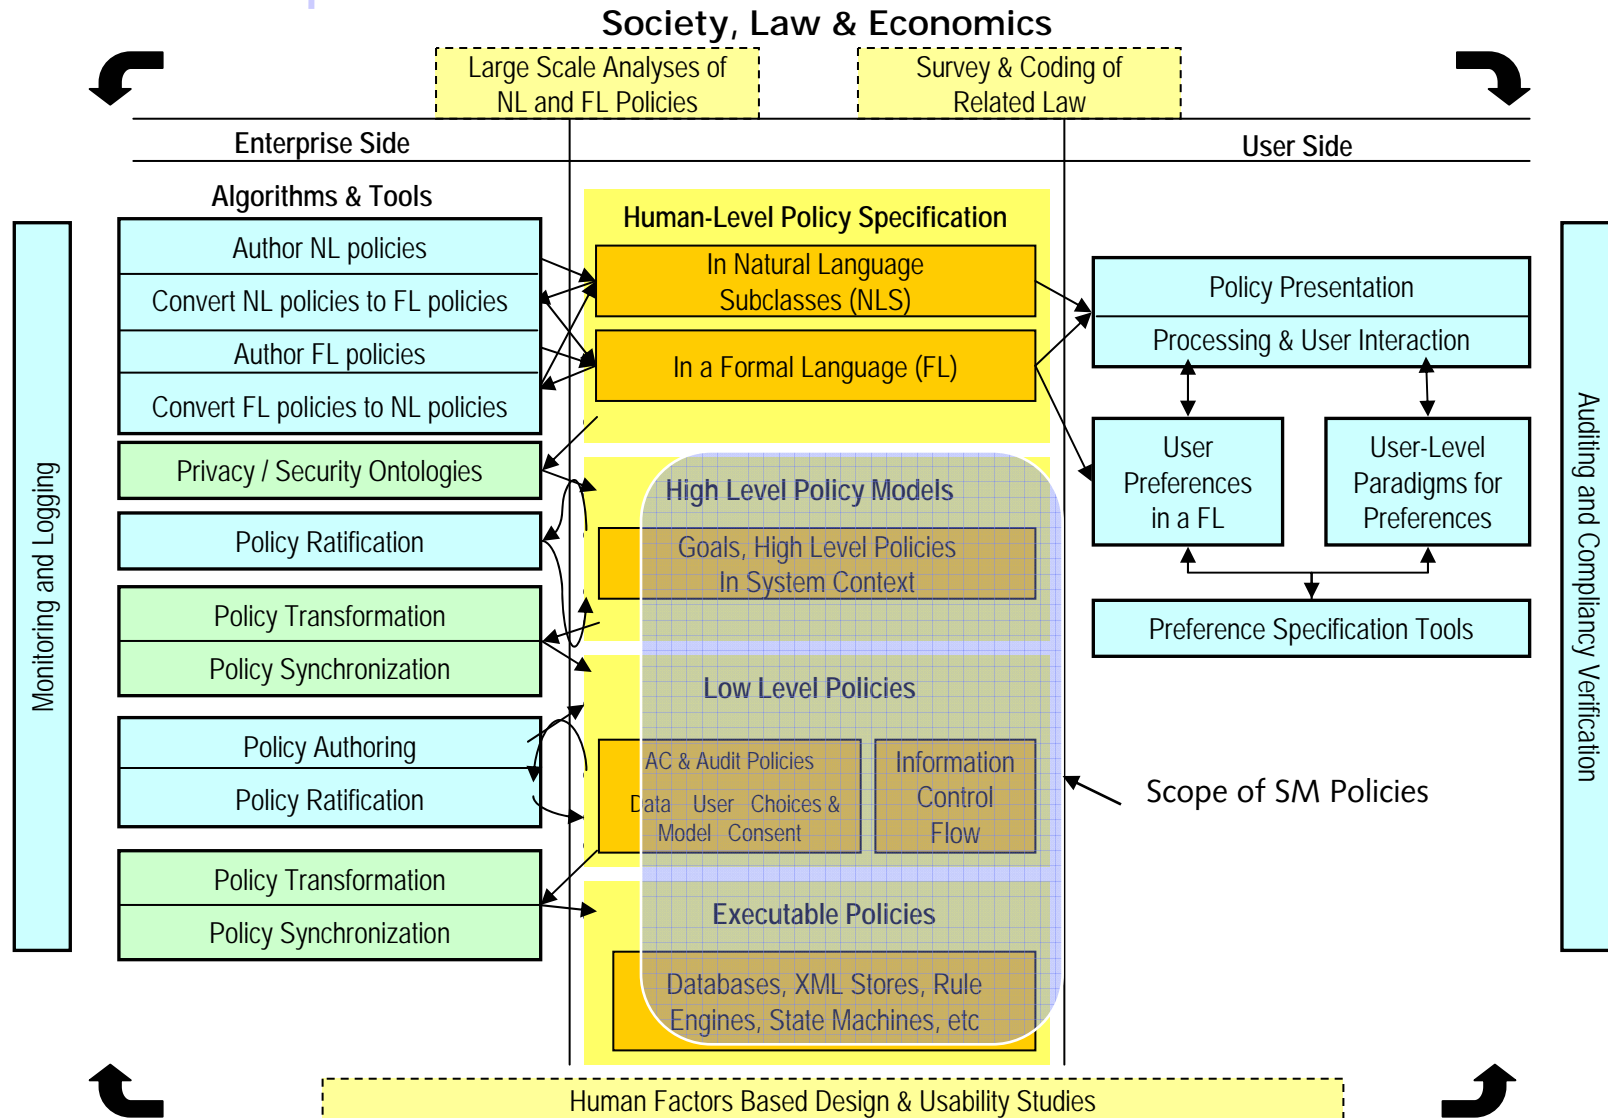 Society, Law & Economics
Large Scale Analyses of
NL and FL Policies
Survey & Coding of
Related Law
Enterprise Side
User Side
Algorithms & Tools
Author NL policies
Convert NL policies to FL policies
Author FL policies
Convert FL policies to NL policies
Privacy / Security Ontologies
Policy Ratification
Policy Transformation
Policy Synchronization
Policy Authoring
Policy Ratification
Policy Transformation
Policy Synchronization
Monitoring and Logging
Human-Level Policy Specification
In Natural Language
Subclasses (NLS)
In a Formal Language (FL)
High Level Policy Models
Goals, High Level Policies
In System Context
Low Level Policies
AC & Audit Policies
Data User Choices &
Model Consent
Information
Control
Flow
Executable Policies
Databases, XML Stores, Rule
Engines, State Machines, etc
Policy Presentation
Processing & User Interaction
User
Preferences
in a FL
User-Level
Paradigms for
Preferences
Preference Specification Tools
Scope of SM Policies
Auditing and Compliancy Verification
Human Factors Based Design & Usability Studies